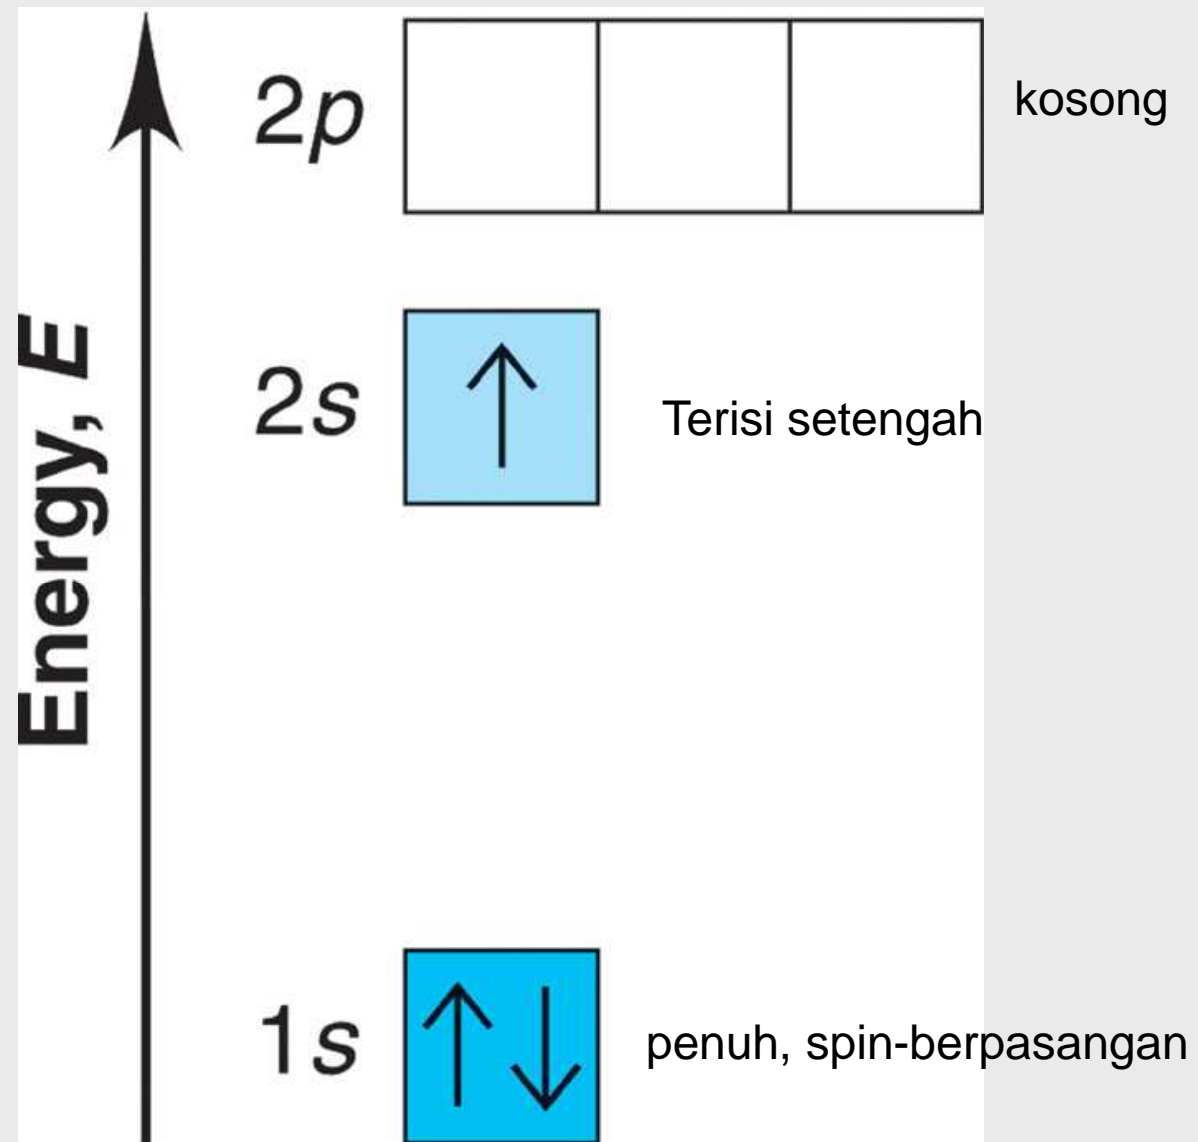 2p
kosong
Energy, E
2s
Terisi setengah
1s
penuh, spin-berpasangan